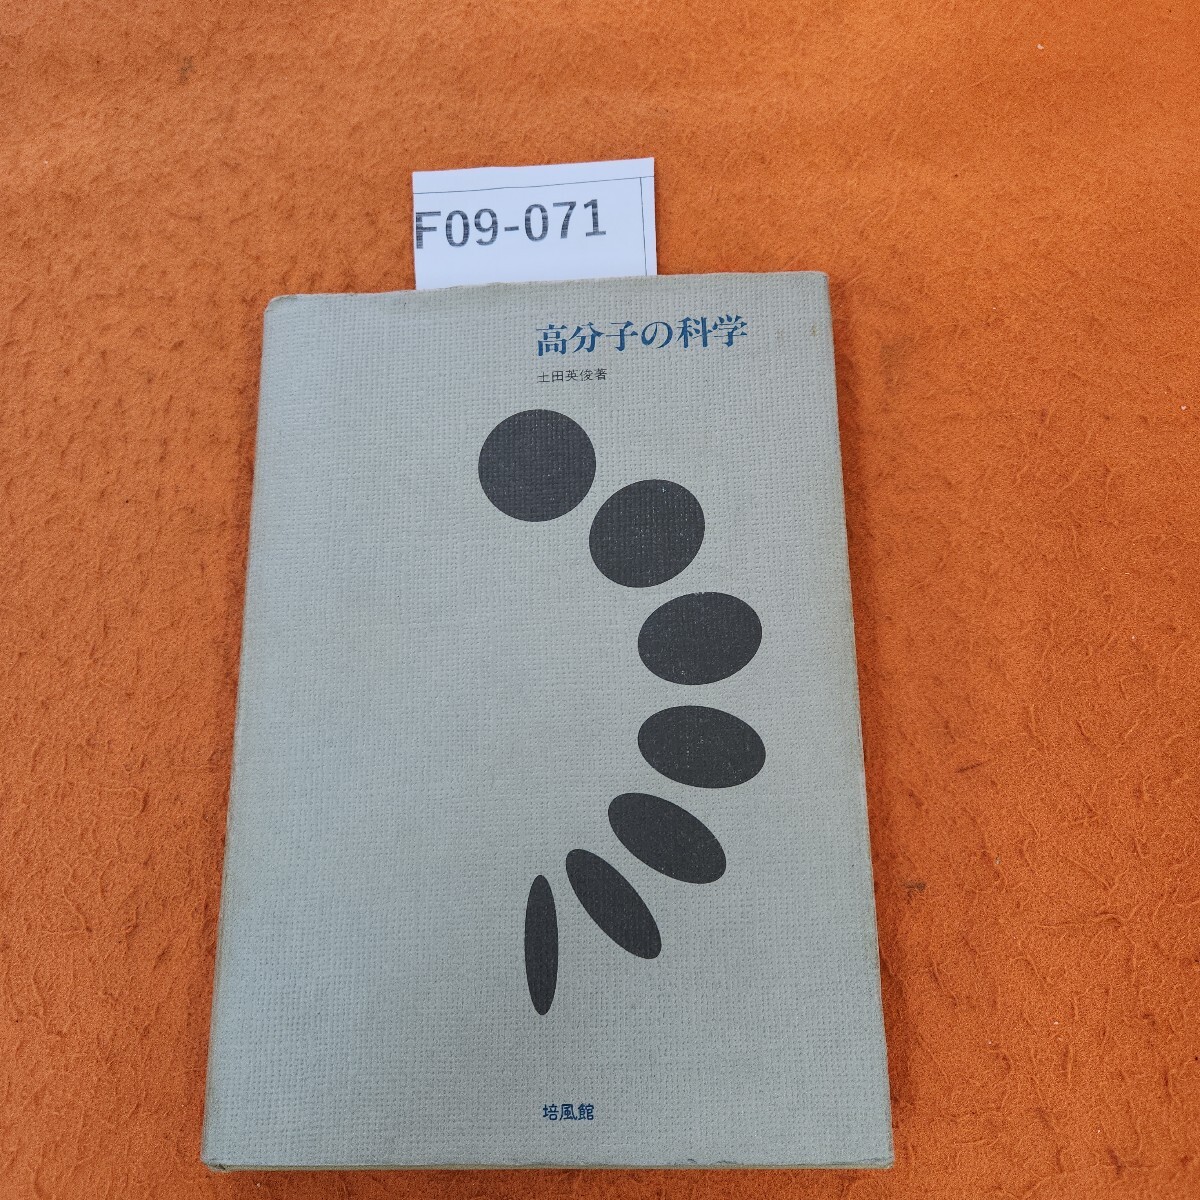 F09-071
高分子の科学
土田英俊著
培風館